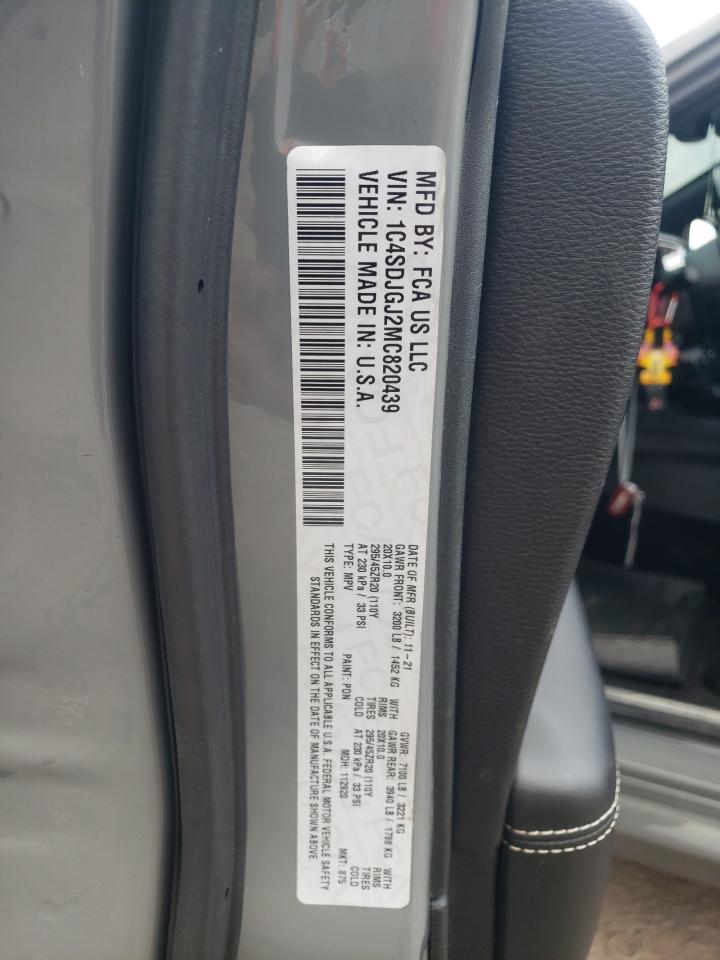 MFD BY: FCA US LLC
VIN: 1C4SDJGJ2MC820439
VEHICLE MADE IN: U.S.A.
DATE OF MFR (BUILT): 11-21 GVWR: 7100 LB / 3221 KG
GAWR FRONT: 3200 LB / 1452 KG WITH GAWR REAR: 3940 LB / 1788 KG WITH
20X10.0 RIMS 20X10.0 RIMS
295/45ZR20 (110Y TIRES 295/45ZR20 (110Y TIRES
AT 230 kPa / 33 PSI COLD AT 230 kPa / 33 PSI COLD
TYPE: MPV PAINT: PDN MDH: 112920 MKT: 875
THIS VEHICLE CONFORMS TO ALL APPLICABLE U.S.A. FEDERAL MOTOR VEHICLE SAFETY
STANDARDS IN EFFECT ON THE DATE OF MANUFACTURE SHOWN ABOVE.